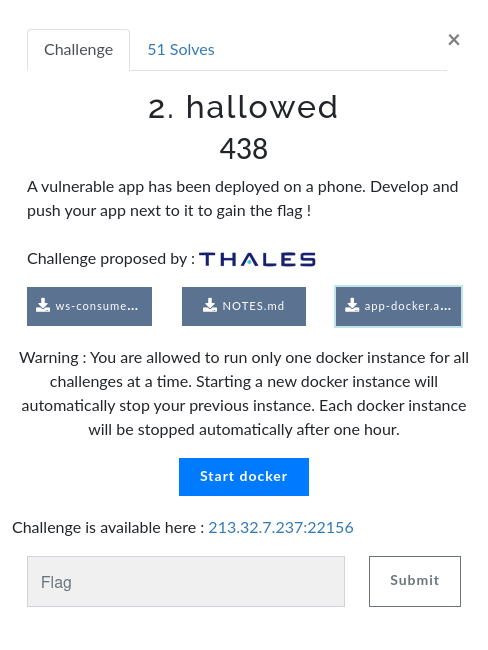 Challenge
51 Solves
×
2. hallowed
438
A vulnerable app has been deployed on a phone. Develop and
push your app next to it to gain the flag !
Challenge proposed by : THALES
ws-consume...
NOTES.md
app-docker.a...
Warning : You are allowed to run only one docker instance for all
challenges at a time. Starting a new docker instance will
automatically stop your previous instance. Each docker instance
will be stopped automatically after one hour.
Start docker
Challenge is available here : 213.32.7.237:22156
Flag
Submit